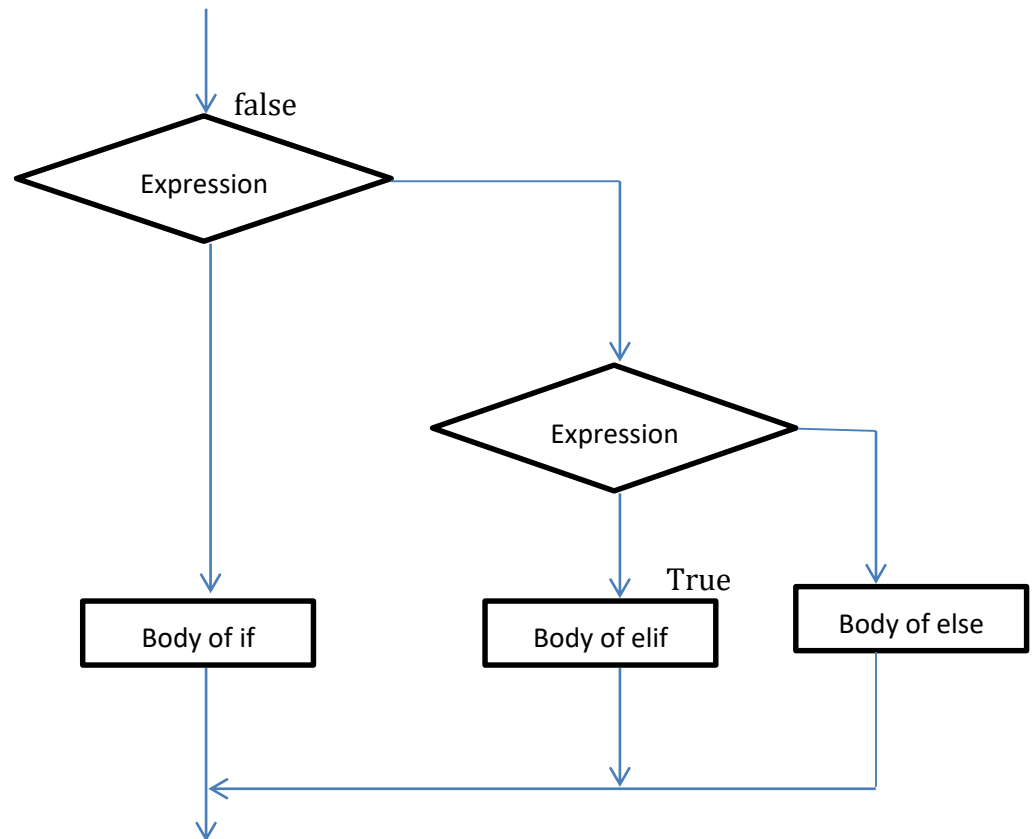 false
Expression
Expression
True
Body of if
Body of elif
Body of else